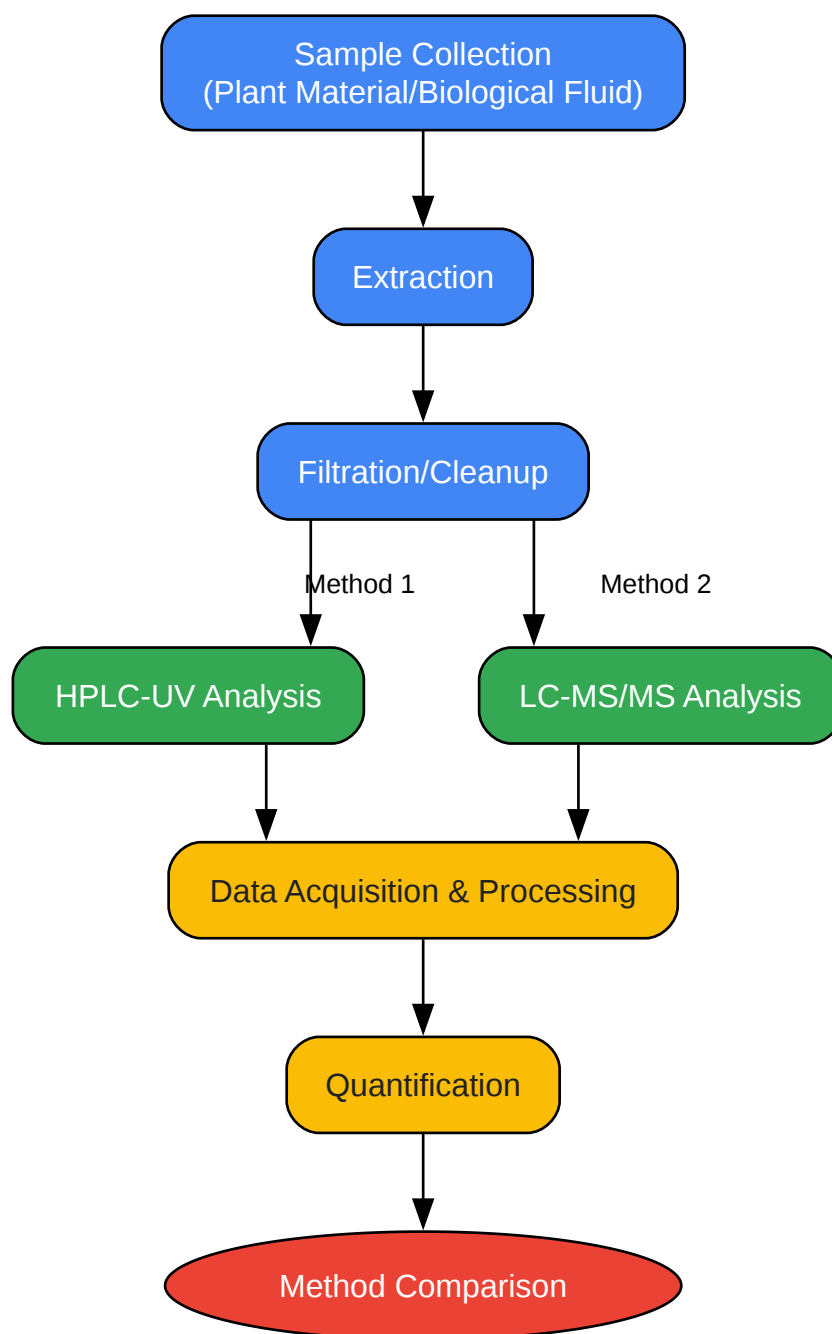 Sample Collection
(Plant Material/Biological Fluid)
Extraction
Filtration/Cleanup
Method 1
Method 2
HPLC-UV Analysis
LC-MS/MS Analysis
Data Acquisition & Processing
Quantification
Method Comparison